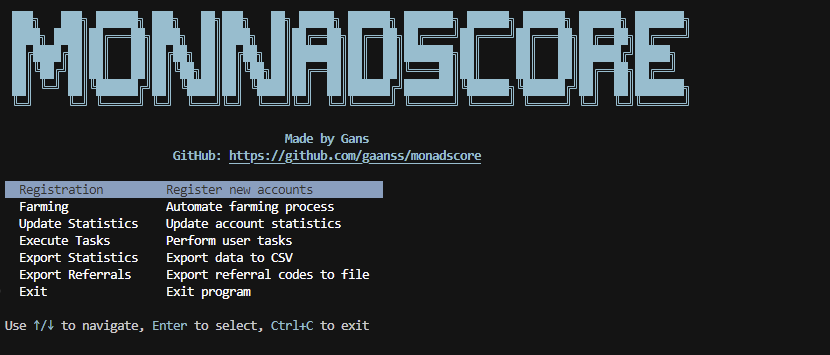 MONNADSCORE
Made by Gans
GitHub: https://github.com/gaanss/monadscore
Registration Register new accounts
Farming Automate farming process
Update Statistics Update account statistics
Execute Tasks Perform user tasks
Export Statistics Export data to CSV
Export Referrals Export referral codes to file
Exit Exit program
Use ↑/↓ to navigate, Enter to select, Ctrl+C to exit